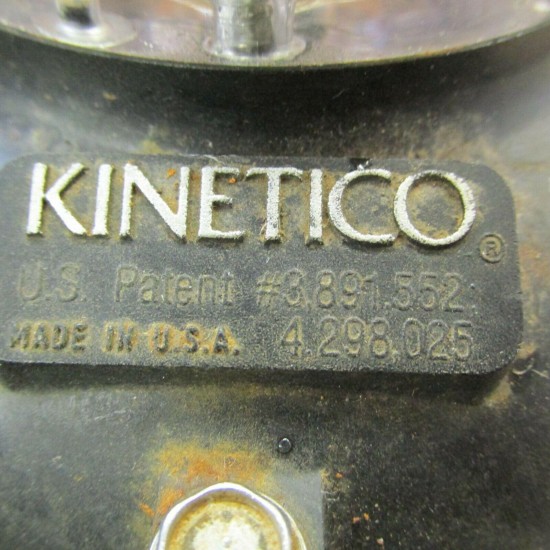 KINETICO®
U.S. Patent #3,891,552
MADE IN U.S.A. 4,298,025